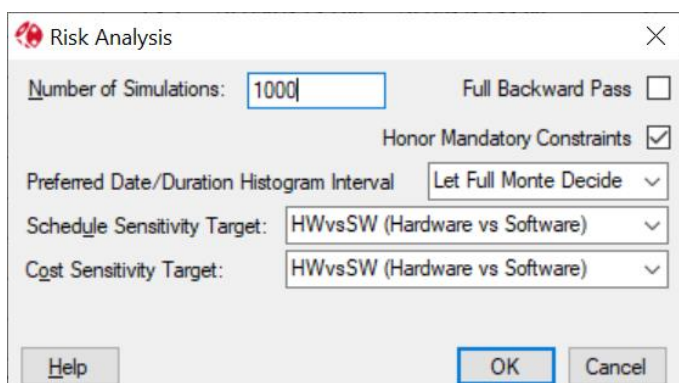 Risk Analysis
Number of Simulations: 1000 Full Backward Pass
Honor Mandatory Constraints
Preferred Date/Duration Histogram Interval Let Full Monte Decide
Schedule Sensitivity Target: HWvsSW (Hardware vs Software)
Cost Sensitivity Target: HWvsSW (Hardware vs Software)
Help OK Cancel